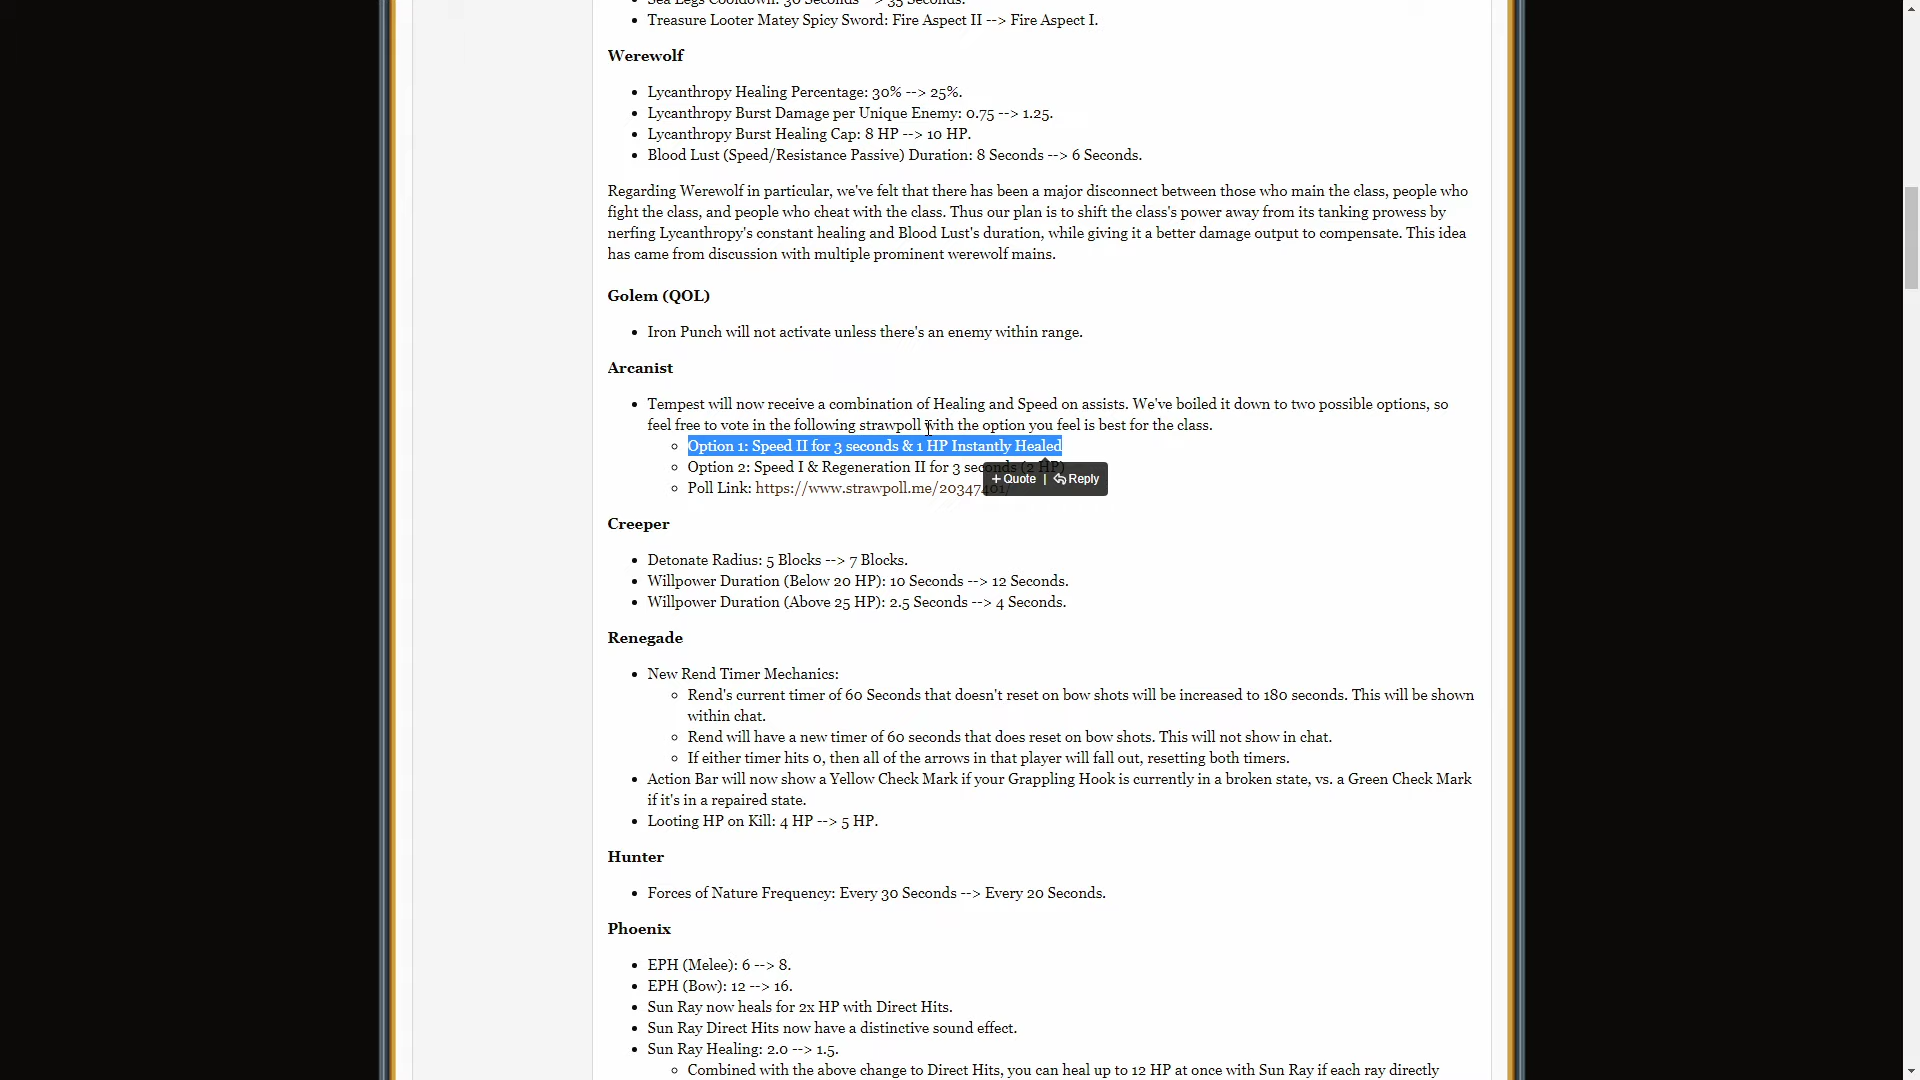 Sea Legs Cooldown: 30 Seconds --> 35 Seconds.
Treasure Looter Matey Spicy Sword: Fire Aspect II --> Fire Aspect I.
Werewolf
Lycanthropy Healing Percentage: 30% --> 25%.
Lycanthropy Burst Damage per Unique Enemy: 0.75 --> 1.25.
Lycanthropy Burst Healing Cap: 8 HP --> 10 HP.
Blood Lust (Speed/Resistance Passive) Duration: 8 Seconds --> 6 Seconds.
Regarding Werewolf in particular, we've felt that there has been a major disconnect between those who main the class, people who
fight the class, and people who cheat with the class. Thus our plan is to shift the class's power away from its tanking prowess by
nerfing Lycanthropy's constant healing and Blood Lust's duration, while giving it a better damage output to compensate. This idea
has came from discussion with multiple prominent werewolf mains.
Golem (QOL)
Iron Punch will not activate unless there's an enemy within range.
Arcanist
Tempest will now receive a combination of Healing and Speed on assists. We've boiled it down to two possible options, so
feel free to vote in the following strawpoll with the option you feel is best for the class.
Option 1: Speed II for 3 seconds & 1 HP Instantly Healed
Option 2: Speed I & Regeneration II for 3 seconds (2 HP)
+ Quote | Reply
Poll Link: https://www.strawpoll.me/20347401/
Creeper
Detonate Radius: 5 Blocks --> 7 Blocks.
Willpower Duration (Below 20 HP): 10 Seconds --> 12 Seconds.
Willpower Duration (Above 25 HP): 2.5 Seconds --> 4 Seconds.
Renegade
New Rend Timer Mechanics:
Rend's current timer of 60 Seconds that doesn't reset on bow shots will be increased to 180 seconds. This will be shown
within chat.
Rend will have a new timer of 60 seconds that does reset on bow shots. This will not show in chat.
If either timer hits 0, then all of the arrows in that player will fall out, resetting both timers.
Action Bar will now show a Yellow Check Mark if your Grappling Hook is currently in a broken state, vs. a Green Check Mark
if it's in a repaired state.
Looting HP on Kill: 4 HP --> 5 HP.
Hunter
Forces of Nature Frequency: Every 30 Seconds --> Every 20 Seconds.
Phoenix
EPH (Melee): 6 --> 8.
EPH (Bow): 12 --> 16.
Sun Ray now heals for 2x HP with Direct Hits.
Sun Ray Direct Hits now have a distinctive sound effect.
Sun Ray Healing: 2.0 --> 1.5.
Combined with the above change to Direct Hits, you can heal up to 12 HP at once with Sun Ray if each ray directly